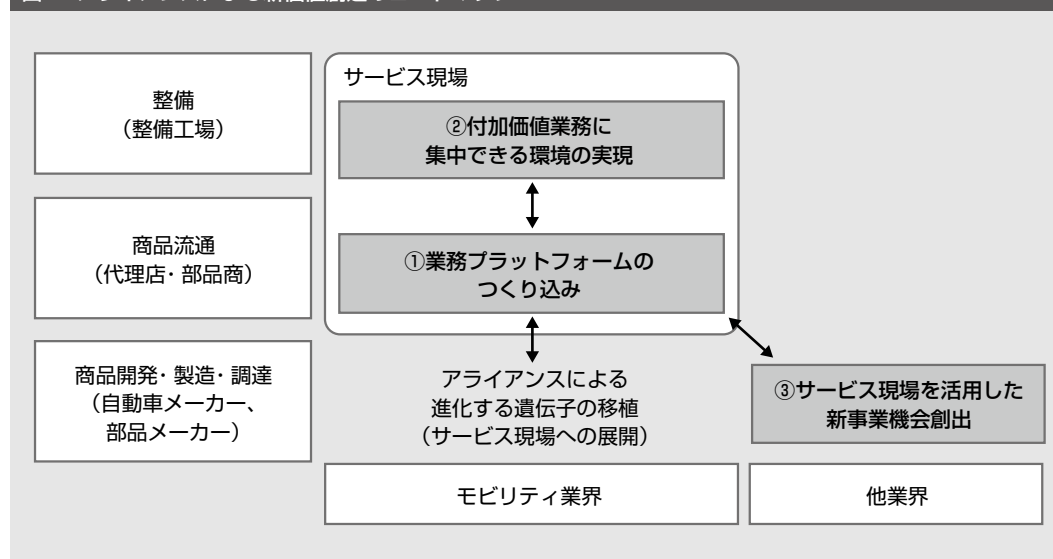 整備
（整備工場）
商品流通
（代理店・部品商）
商品開発・製造・調達
（自動車メーカー、
部品メーカー）
サービス現場
②付加価値業務に
集中できる環境の実現
①業務プラットフォームの
つくり込み
アライアンスによる
進化する遺伝子の移植
（サービス現場への展開）
③サービス現場を活用した
新事業機会創出
モビリティ業界
他業界